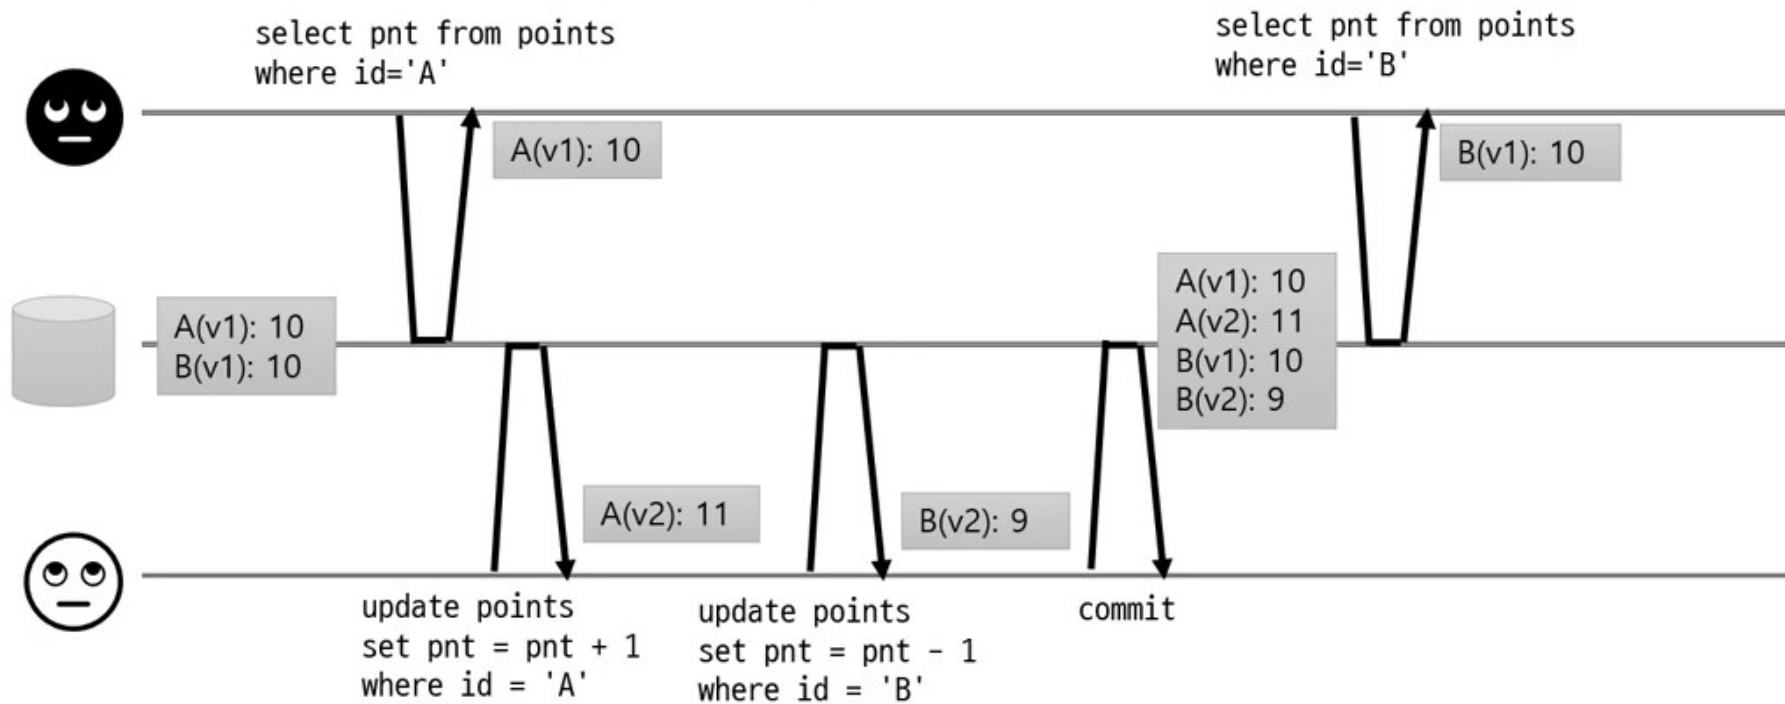 select pnt from points
where id='A'
select pnt from points
where id='B'
A(v1): 10
B(v1): 10
A(v1): 10
B(v1): 10
A(v1): 10
A(v2): 11
B(v1): 10
B(v2): 9
A(v2): 11
B(v2): 9
update points
set pnt = pnt + 1
where id = 'A'
update points
set pnt = pnt - 1
where id = 'B'
commit